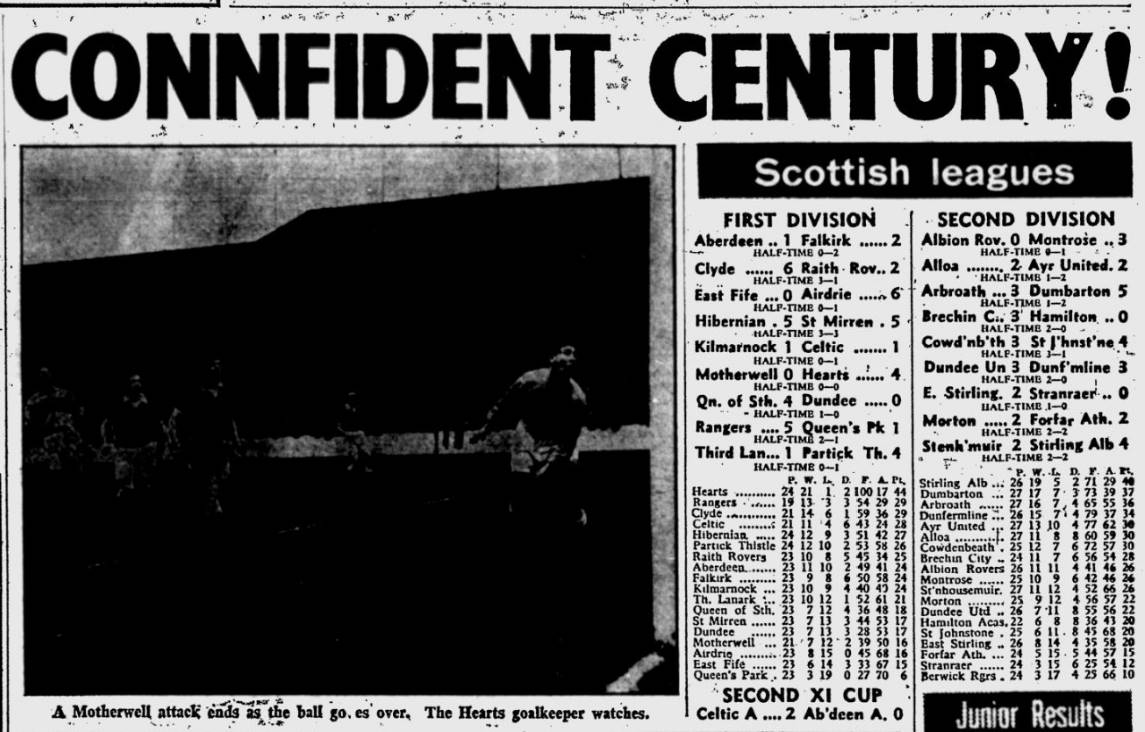 CONNFIDENT CENTURY!
A Motherwell attack ends as the ball goes over. The Hearts goalkeeper watches.
Scottish leagues
FIRST DIVISION
Aberdeen .. 1 Falkirk ...... 2
HALF-TIME 0—2
Clyde ...... 6 Raith Rov.. 2
HALF-TIME 3—1
East Fife ... 0 Airdrie ...... 6
HALF-TIME 0—1
Hibernian . 5 St Mirren . 5
HALF-TIME 3—3
Kilmarnock 1 Celtic ....... 1
HALF-TIME 0—1
Motherwell 0 Hearts ...... 4
HALF-TIME 0—0
Qn. of Sth. 4 Dundee ..... 0
HALF-TIME 1—0
Rangers .... 5 Queen's Pk 1
HALF-TIME 2—1
Third Lan... 1 Partick Th. 4
HALF-TIME 0—1
P. W. L. D. F. A. Pt.
Hearts .......... 24 21 1 2 100 17 44
Rangers ......... 19 13 3 3 54 29 29
Clyde ............ 21 14 6 1 59 36 29
Celtic ........... 21 11 4 6 43 24 28
Hibernian ..... 24 12 9 3 51 42 27
Partick Thistle 24 12 10 2 53 58 26
Raith Rovers 23 10 8 5 45 34 25
Aberdeen....... 23 11 10 2 49 41 24
Falkirk ......... 23 9 8 6 50 58 24
Kilmarnock ... 23 10 9 4 40 40 24
Th. Lanark ... 23 10 12 1 52 61 21
Queen of Sth. 23 7 12 4 36 48 18
St Mirren ...... 23 7 13 3 44 53 17
Dundee ...... 23 7 13 3 28 53 17
Motherwell ... 21 7 12 2 39 50 16
Airdrie .......... 23 8 15 0 45 68 16
East Fife ...... 23 6 14 3 33 67 15
Queen's Park . 23 3 19 0 27 70 6
SECOND XI CUP
Celtic A .... 2 Ab'deen A. 0
SECOND DIVISION
Albion Rov. 0 Montrose .. 3
HALF-TIME 0—1
Alloa ........ 2 Ayr United. 2
HALF-TIME 1—2
Arbroath ... 3 Dumbarton 5
HALF-TIME 1—2
Brechin C.. 3 Hamilton .. 0
HALF-TIME 2—0
Cowd'nb'th 3 St J'hnst'ne 4
HALF-TIME 3—1
Dundee Un 3 Dunf'mline 3
HALF-TIME 2—0
E. Stirling. 2 Stranraer .. 0
HALF-TIME 1—0
Morton ..... 2 Forfar Ath. 2
HALF-TIME 2—2
Stenh'muir 2 Stirling Alb 4
HALF-TIME 2—2
P. W. L. D. F. A. Pt.
Stirling Alb ... 26 19 5 2 71 29 40
Dumbarton ... 27 17 7 3 73 39 37
Arbroath ...... 27 16 7 4 65 55 36
Dunfermline .. 26 15 7 4 79 37 34
Ayr United ... 27 13 10 4 77 62 30
Alloa .......... 27 11 8 8 60 59 30
Cowdenbeath . 25 12 7 6 72 57 30
Brechin City .. 24 11 7 6 56 54 28
Albion Rovers 26 11 11 4 41 46 26
Montrose ..... 25 10 9 6 42 46 26
St'nhousemuir. 27 11 12 4 52 66 26
Morton ......... 25 9 12 4 56 57 22
Dundee Utd .. 26 7 11 8 55 56 22
Hamilton Acas. 22 6 8 8 36 43 20
St Johnstone . 25 6 11 8 45 68 20
East Stirling .. 26 8 14 4 35 58 20
Forfar Ath. ... 24 5 15 5 44 57 15
Stranraer ...... 24 3 15 6 25 54 12
Berwick Rgrs . 24 3 17 4 25 66 10
Junior Results